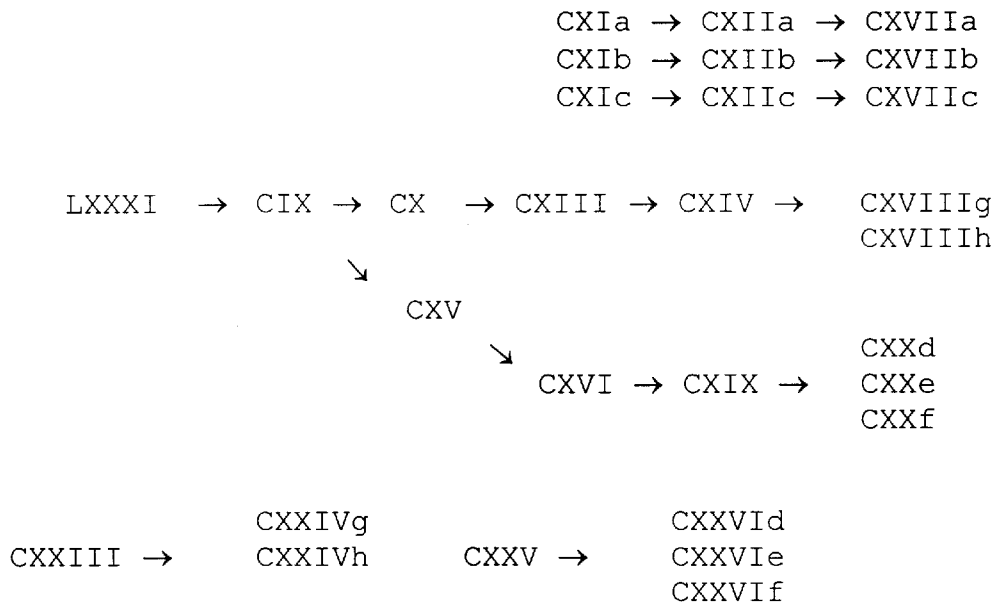 CXIa → CXIIa → CXVIIa
CXIb → CXIIb → CXVIIb
CXIc → CXIIc → CXVIIc
LXXXI → CIX → CX → CXIII → CXIV → CXVIIIg
CXVIIIh
↘
CXV
↘
CXXd
CXVI → CXIX → CXXe
CXXf
CXXIVg CXXVId
CXXIII → CXXIVh CXXV → CXXVIe
CXXVIf